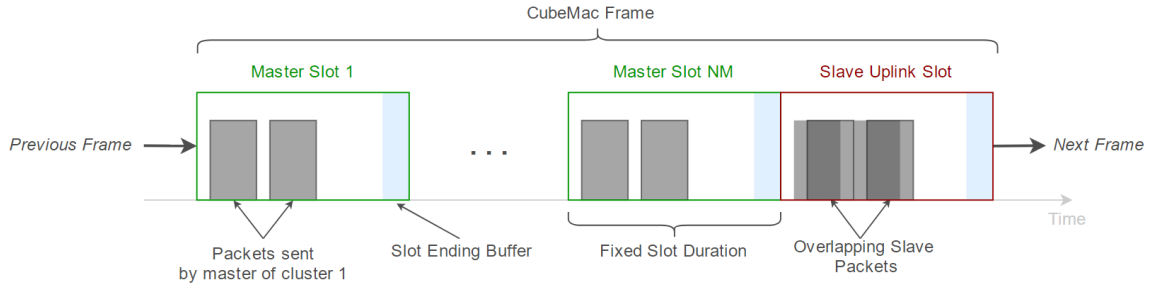 CubeMac Frame
Master Slot 1
Master Slot NM
Slave Uplink Slot
Previous Frame
. . .
Next Frame
Time
Packets sent
by master of cluster 1
Slot Ending Buffer
Fixed Slot Duration
Overlapping Slave
Packets